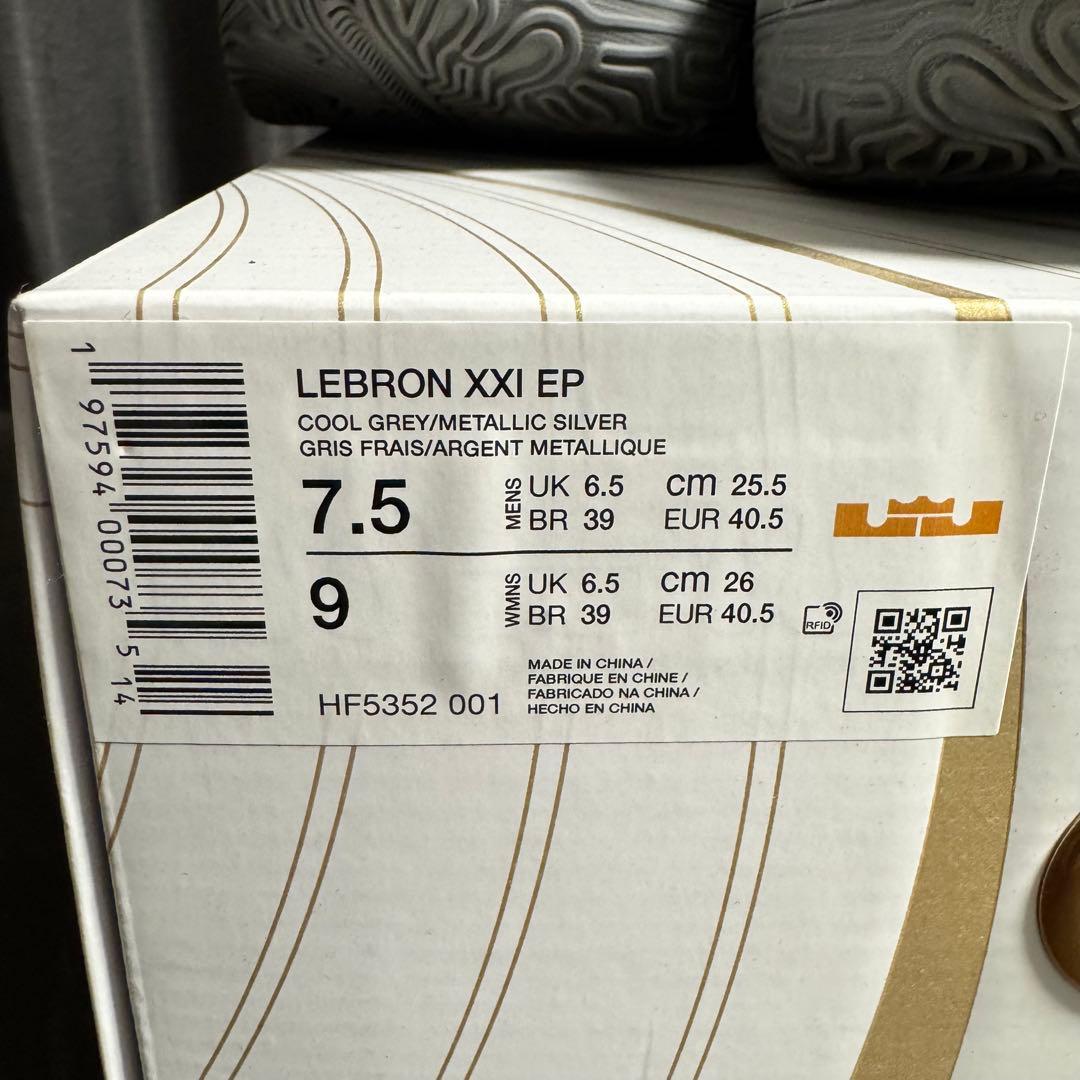 LEBRON XXI EP
COOL GREY/METALLIC SILVER
GRIS FRAIS/ARGENT METALLIQUE
7.5
MENS
UK 6.5 cm 25.5
BR 39 EUR 40.5
9
WMNS
UK 6.5 cm 26
BR 39 EUR 40.5
RFID
MADE IN CHINA /
FABRIQUE EN CHINE /
FABRICADO NA CHINA /
HECHO EN CHINA
HF5352 001
1 97594 00073 5 14